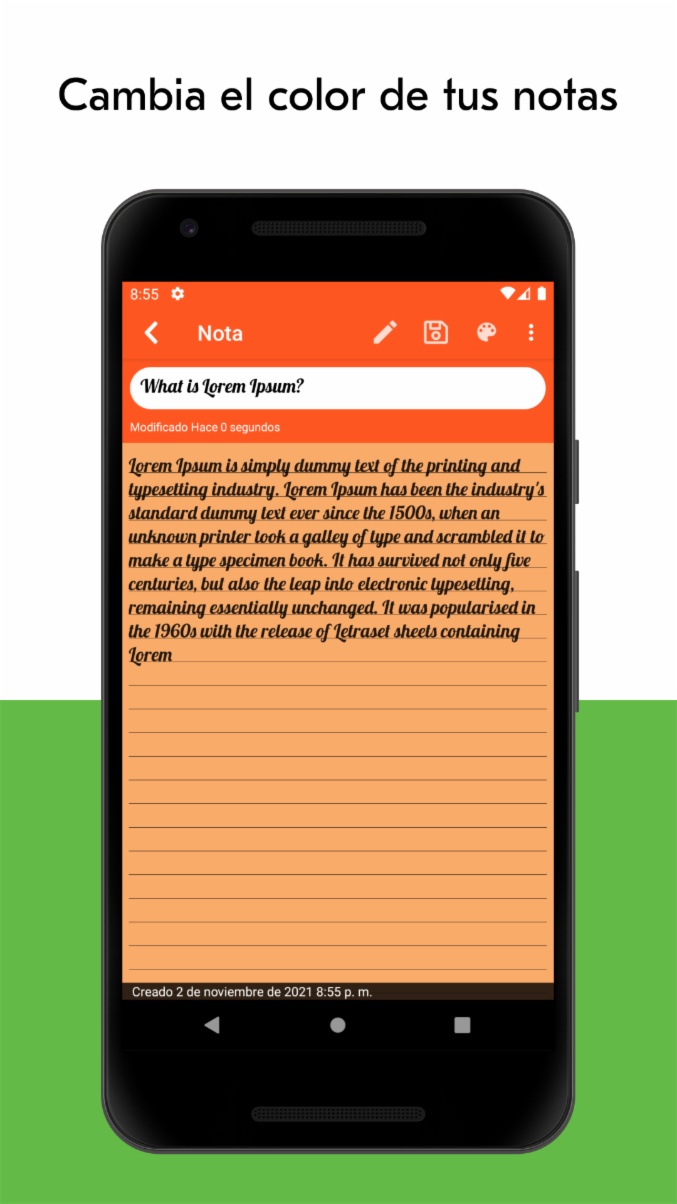 Cambia el color de tus notas
8:55
Nota
What is Lorem Ipsum?
Modificado Hace 0 segundos
Lorem Ipsum is simply dummy text of the printing and
typesetting industry. Lorem Ipsum has been the industry's
standard dummy text ever since the 1500s, when an
unknown printer took a galley of type and scrambled it to
make a type specimen book. It has survived not only five
centuries, but also the leap into electronic typesetting,
remaining essentially unchanged. It was popularised in
the 1960s with the release of Letraset sheets containing
Lorem
Creado 2 de noviembre de 2021 8:55 p. m.